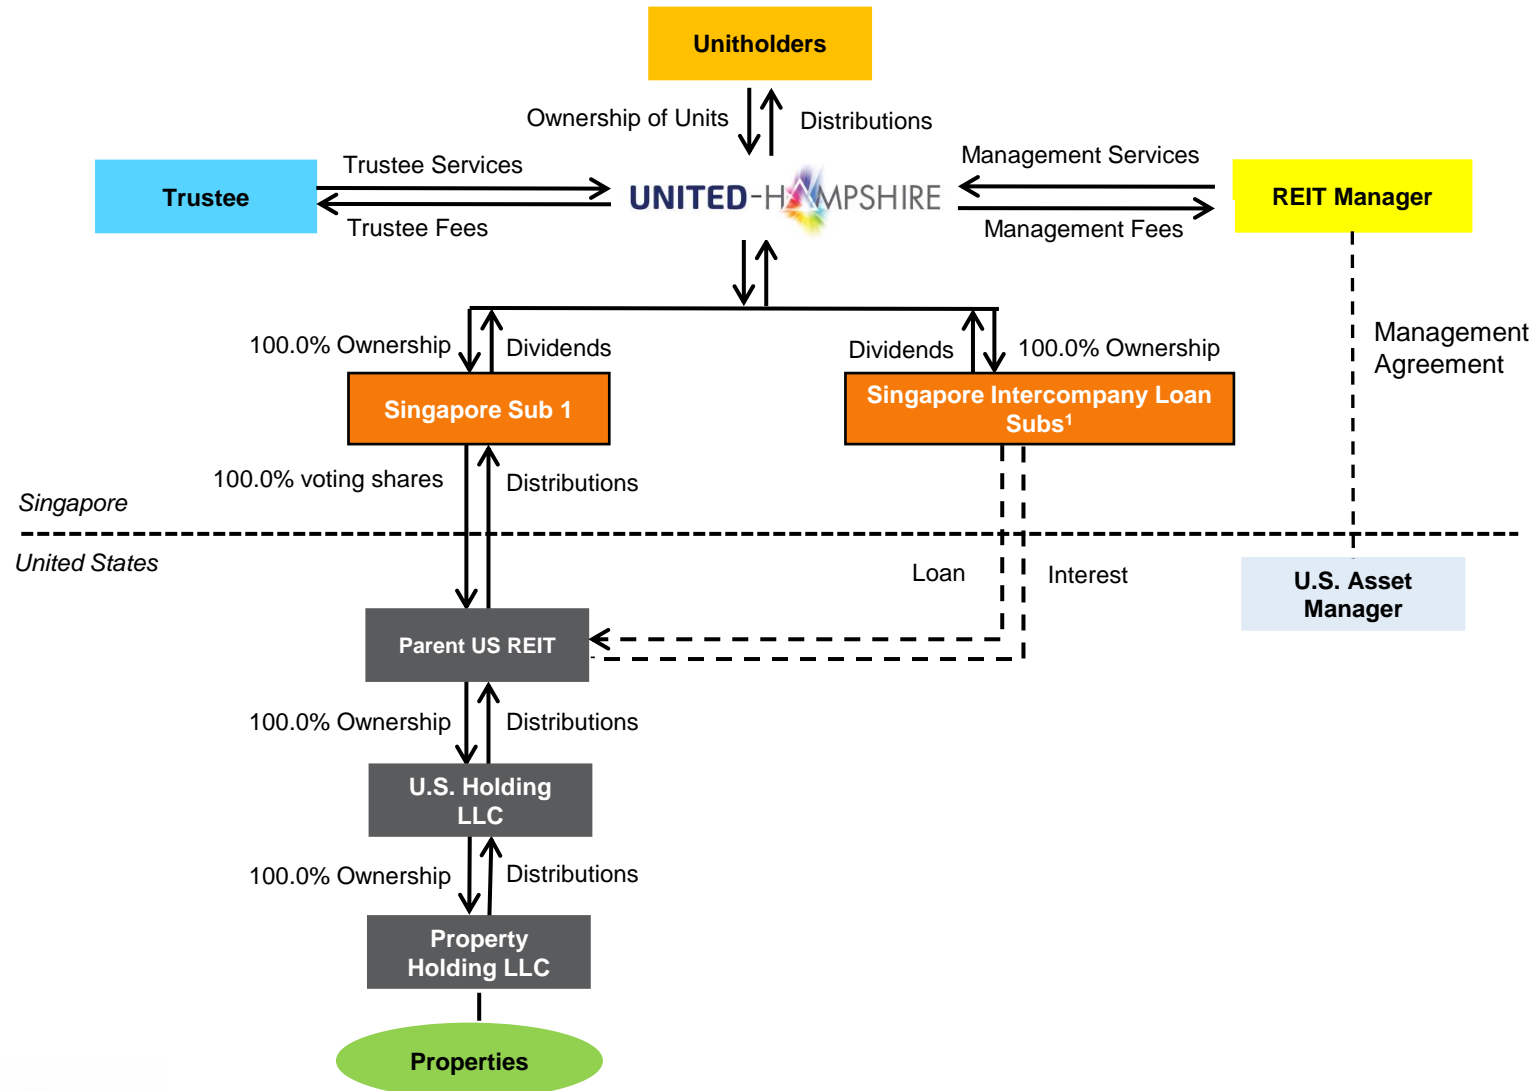 Unitholders
Ownership of Units
Distributions
Trustee
Trustee Services
Trustee Fees
UNITED-HAMPSHIRE
Management Services
Management Fees
REIT Manager
100.0% Ownership
Dividends
Dividends
100.0% Ownership
Management
Agreement
Singapore Sub 1
Singapore Intercompany Loan
Subs¹
100.0% voting shares
Distributions
Singapore
United States
Loan
Interest
U.S. Asset
Manager
Parent US REIT
100.0% Ownership
Distributions
U.S. Holding
LLC
100.0% Ownership
Distributions
Property
Holding LLC
Properties